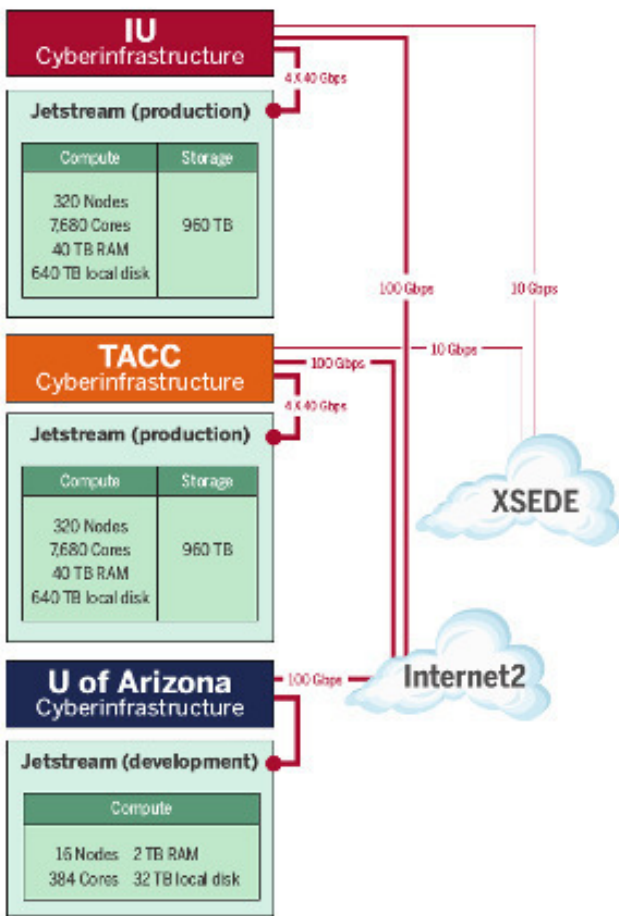 IU
Cyberinfrastructure
4 X 40 Gbps
Jetstream (production)
Compute Storage
320 Nodes
7,680 Cores
40 TB RAM
640 TB local disk
960 TB
100 Gbps
10 Gbps
TACC
Cyberinfrastructure
10 Gbps
100 Gbps
4 X 40 Gbps
Jetstream (production)
Compute Storage
320 Nodes
7,680 Cores
40 TB RAM
640 TB local disk
960 TB
XSEDE
U of Arizona
Cyberinfrastructure
100 Gbps
Internet2
Jetstream (development)
Compute
16 Nodes 2 TB RAM
384 Cores 32 TB local disk